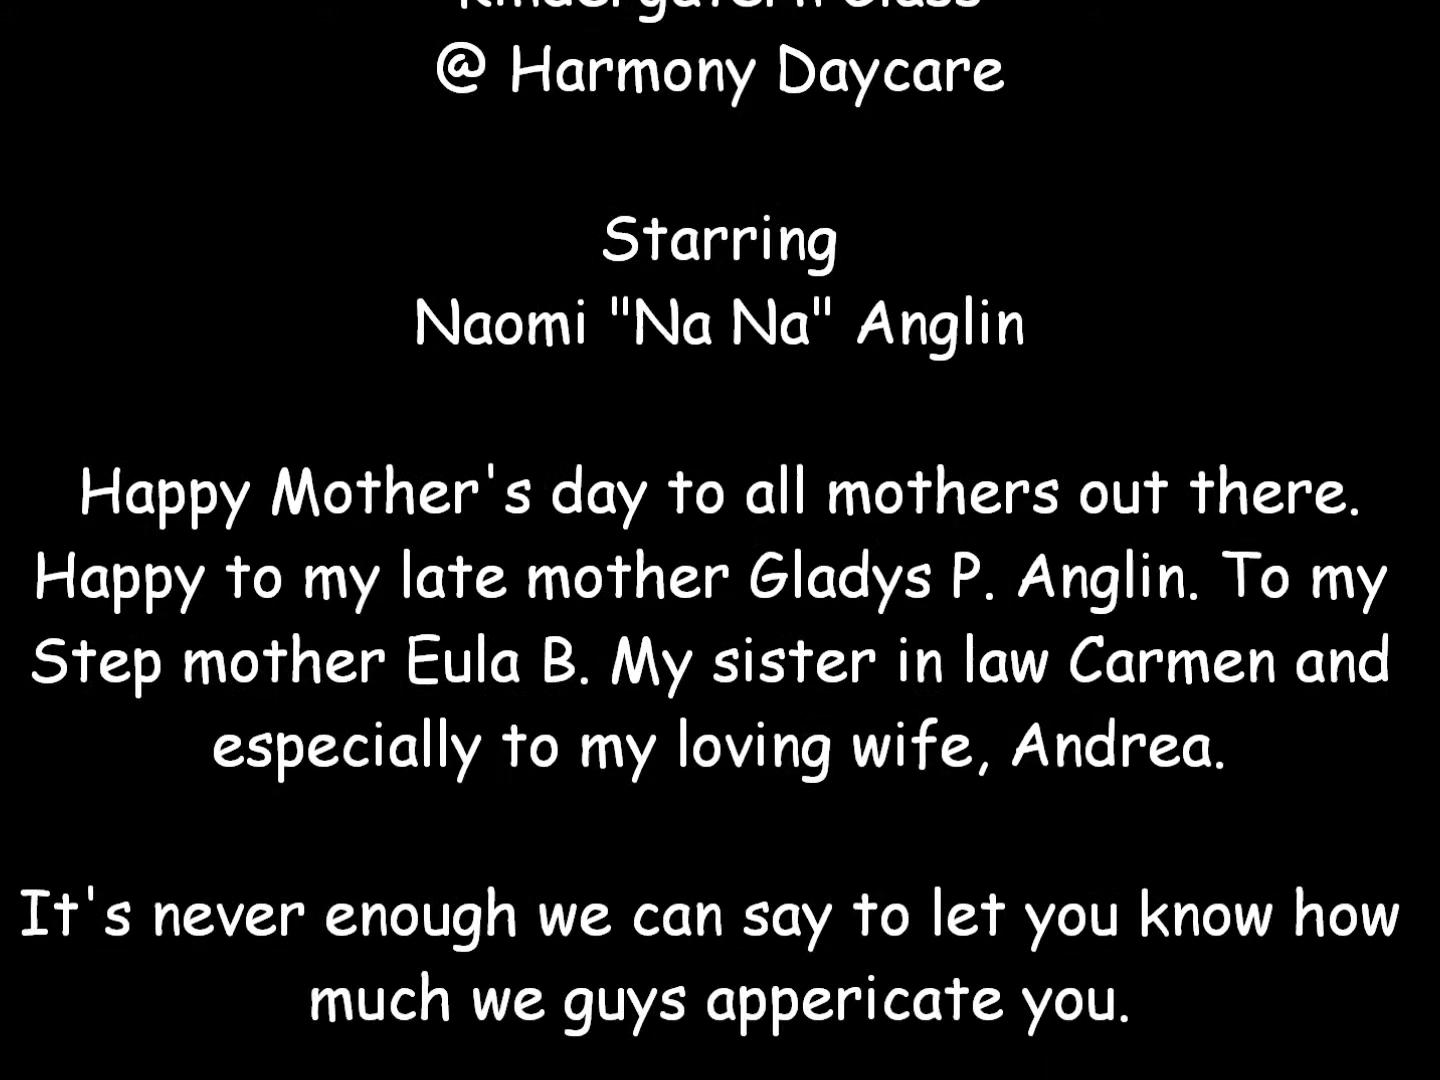 Class
@ Harmony Daycare
Starring
Naomi "Na Na" Anglin
Happy Mother's day to all mothers out there.
Happy to my late mother Gladys P. Anglin. To my
Step mother Eula B. My sister in law Carmen and
especially to my loving wife, Andrea.
It's never enough we can say to let you know how
much we guys appericate you.